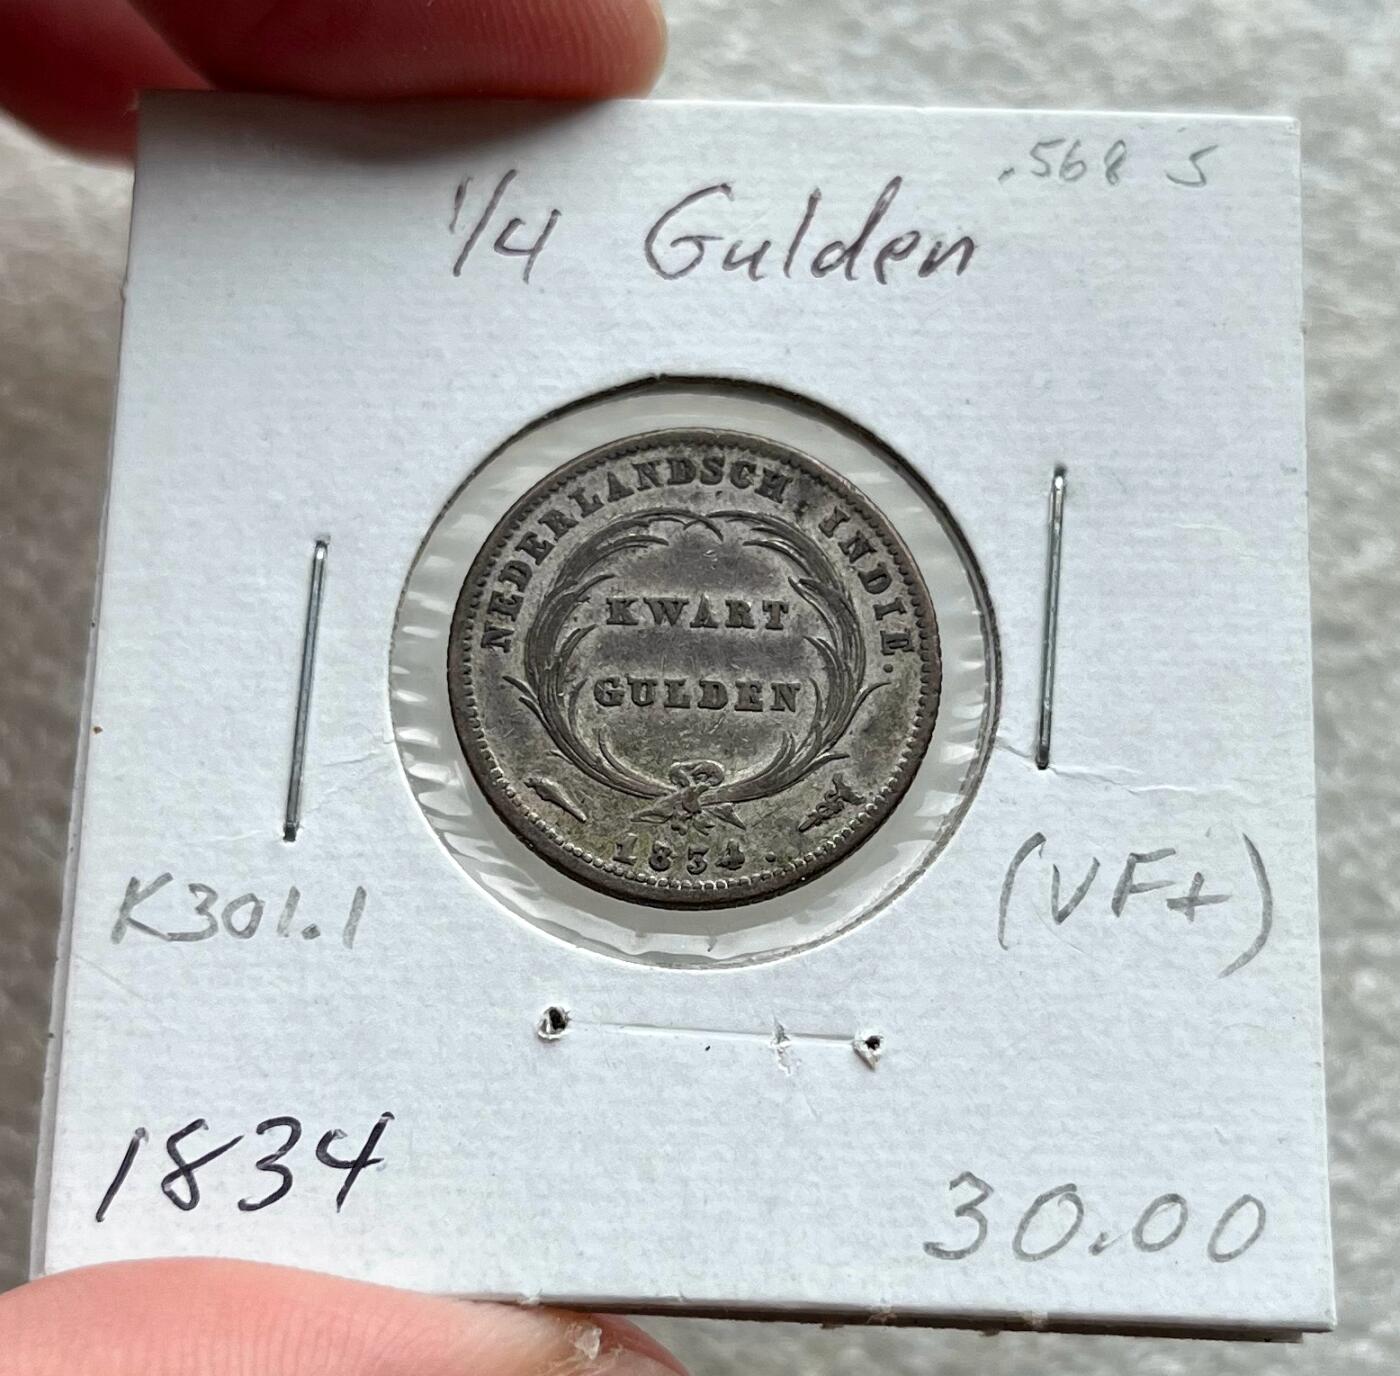 .568 S
1/4 Gulden
NEDERLANDSCH INDIE.
KWART
GULDEN
1834.
K301.1
(VF+)
1834
30.00